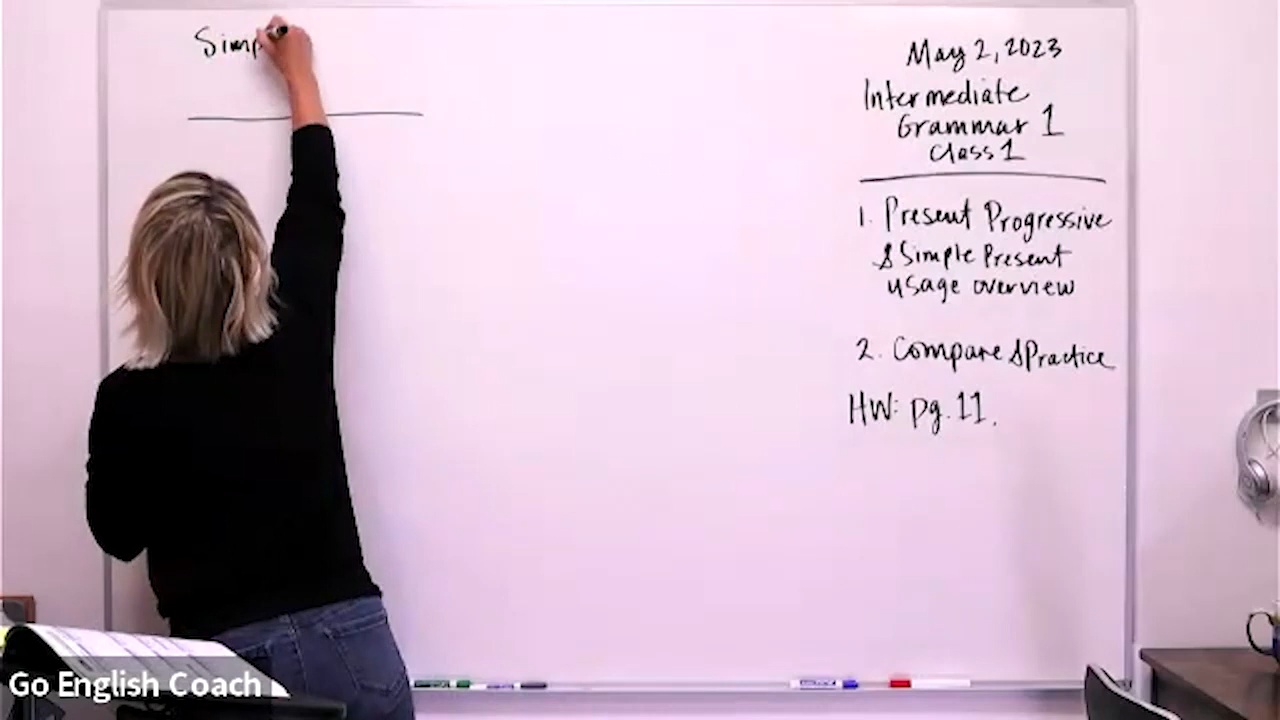 Simp
May 2, 2023
Intermediate
Grammar 1
Class 1
1. Present Progressive
& Simple Present
usage overview
2. Compare & Practice
HW: pg. 11.
Go English Coach